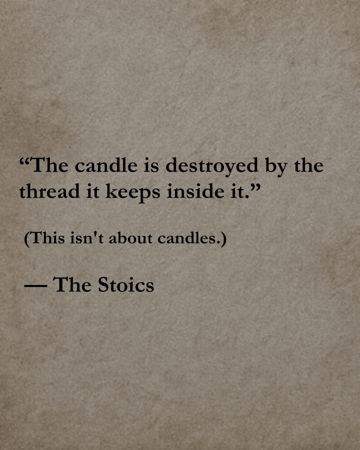 “The candle is destroyed by the
thread it keeps inside it.”
(This isn't about candles.)
— The Stoics